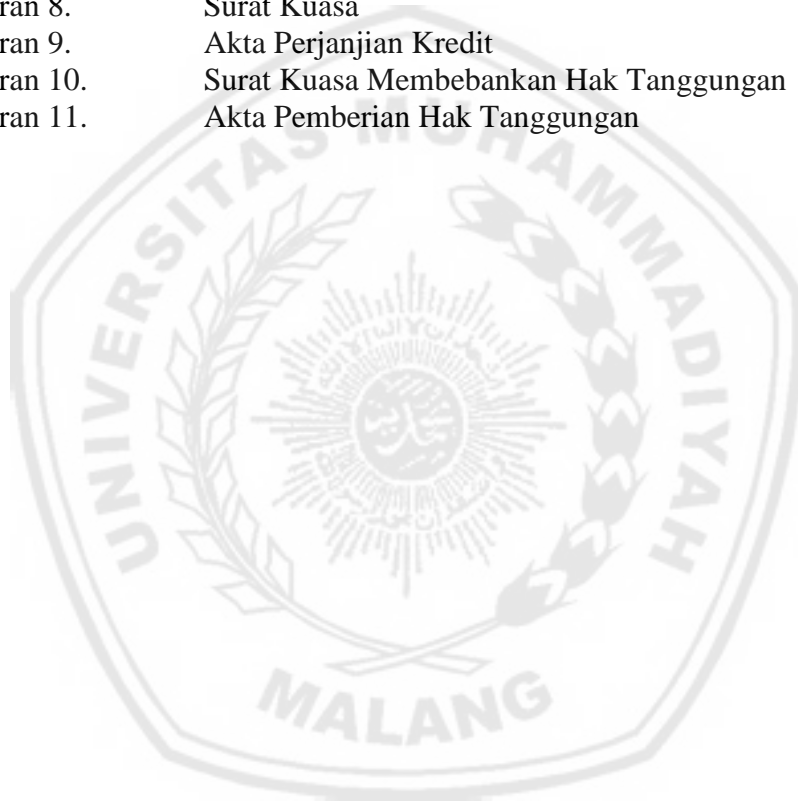 ran 8. Surat Kuasa
ran 9. Akta Perjanjian Kredit
ran 10. Surat Kuasa Membebankan Hak Tanggungan
ran 11. Akta Pemberian Hak Tanggungan
UNIVERSITAS MUHAMMADIYAH
MALANG